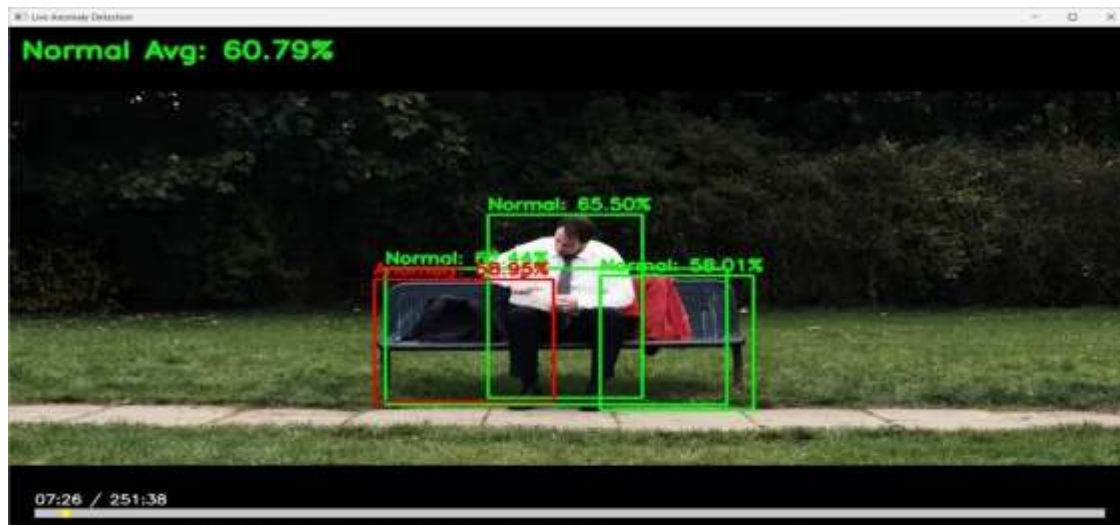 Live Anomaly Detection
Normal Avg: 60.79%
Normal: 65.50%
Normal:
58.95%
Normal: 58.01%
07:26 / 251:38